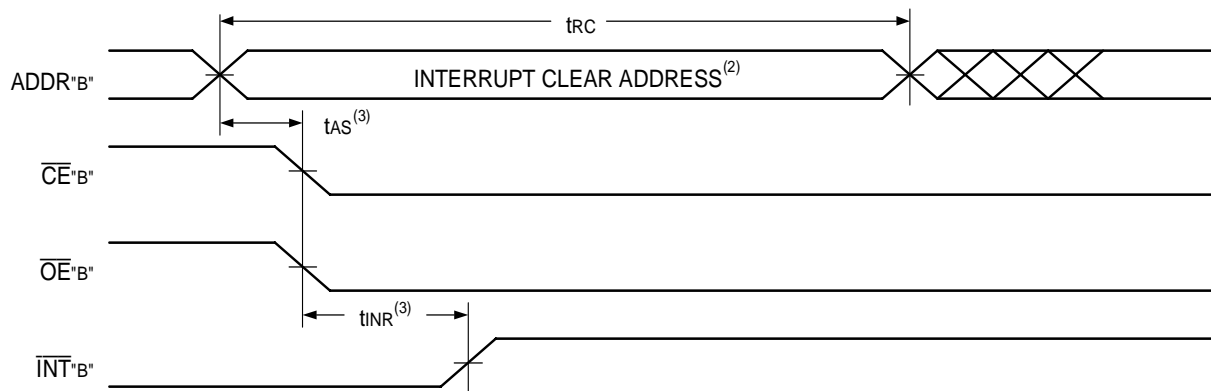 tRC
ADDR"B"
INTERRUPT CLEAR ADDRESS(2)
tAS(3)
CE"B"
OE"B"
tINR(3)
INT"B"